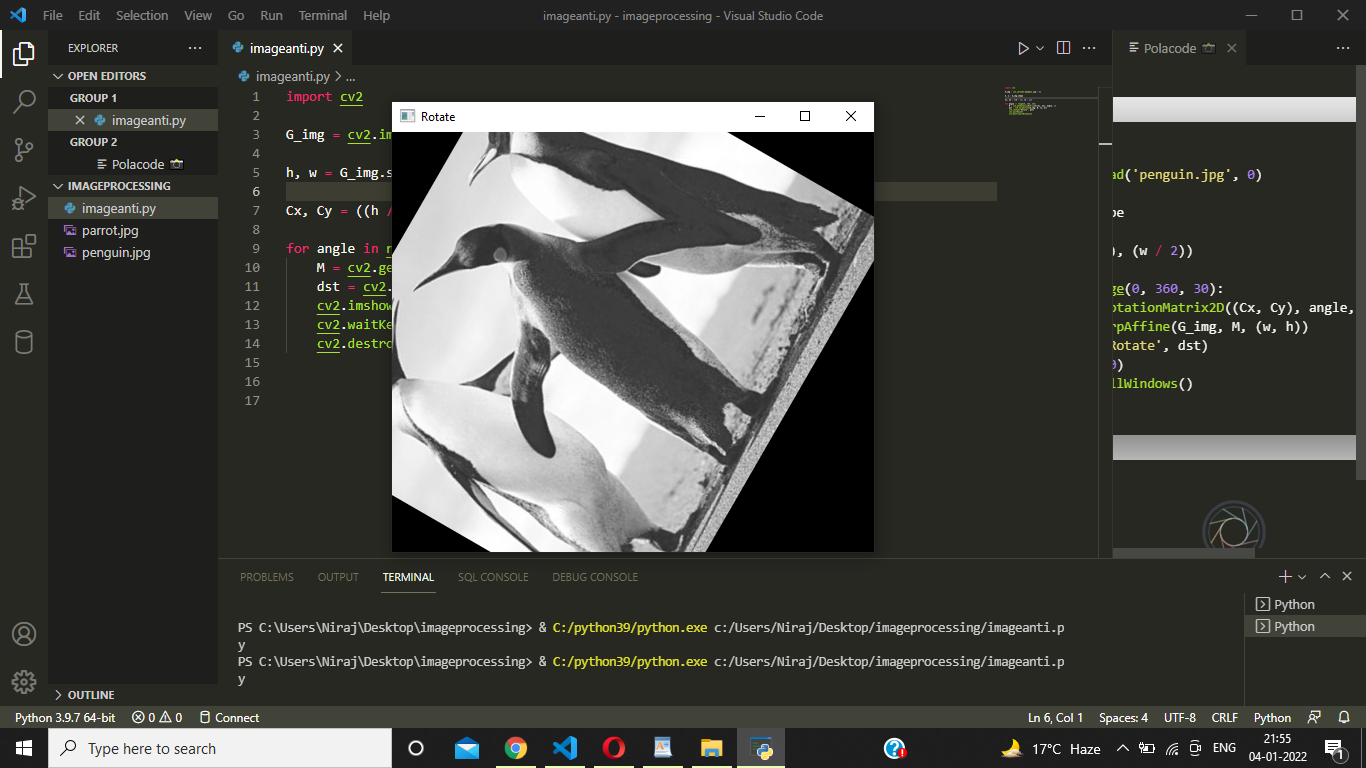 File Edit Selection View Go Run Terminal Help
imageanti.py - imageprocessing - Visual Studio Code
EXPLORER
OPEN EDITORS
GROUP 1
imageanti.py
GROUP 2
Polacode
IMAGEPROCESSING
imageanti.py
parrot.jpg
penguin.jpg
OUTLINE
imageanti.py
imageanti.py > ...
1 import cv2
2
3 G_img = cv2.im
4
5 h, w = G_img.s
6
7 Cx, Cy = ((h /
8
9 for angle in r
10 M = cv2.ge
11 dst = cv2.
12 cv2.imshow
13 cv2.waitKe
14 cv2.destro
15
16
17
Rotate
Polacode
ad('penguin.jpg', 0)
pe
), (w / 2))
ge(0, 360, 30):
otationMatrix2D((Cx, Cy), angle,
rpAffine(G_img, M, (w, h))
Rotate', dst)
0)
llWindows()
PROBLEMS OUTPUT TERMINAL SQL CONSOLE DEBUG CONSOLE
PS C:\Users\Niraj\Desktop\imageprocessing> & C:/python39/python.exe c:/Users/Niraj/Desktop/imageprocessing/imageanti.p
y
PS C:\Users\Niraj\Desktop\imageprocessing> & C:/python39/python.exe c:/Users/Niraj/Desktop/imageprocessing/imageanti.p
y
Python
Python
Python 3.9.7 64-bit 0 0 Connect
Ln 6, Col 1 Spaces: 4 UTF-8 CRLF Python
Type here to search
17°C Haze
ENG
21:55
04-01-2022
1